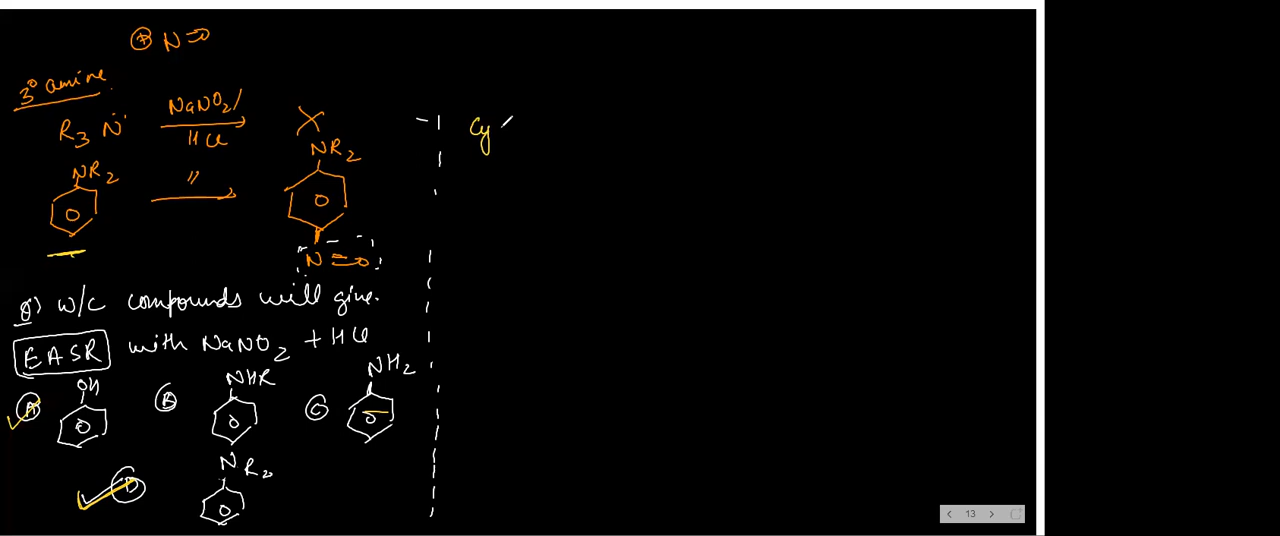 ⊕ N=O
3° amine
R3 N̈ NaNO2/ HCl X
NR2 " NR2
N=O
Q) w/c compounds will give.
EASR with NaNO2 + HCl
A OH B NHR C NH2
D NR2
Cy
13